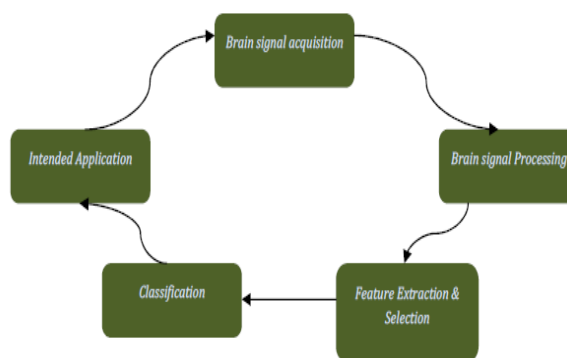 Brain signal acquisition
Intended Application
Brain signal Processing
Classification
Feature Extraction &
Selection